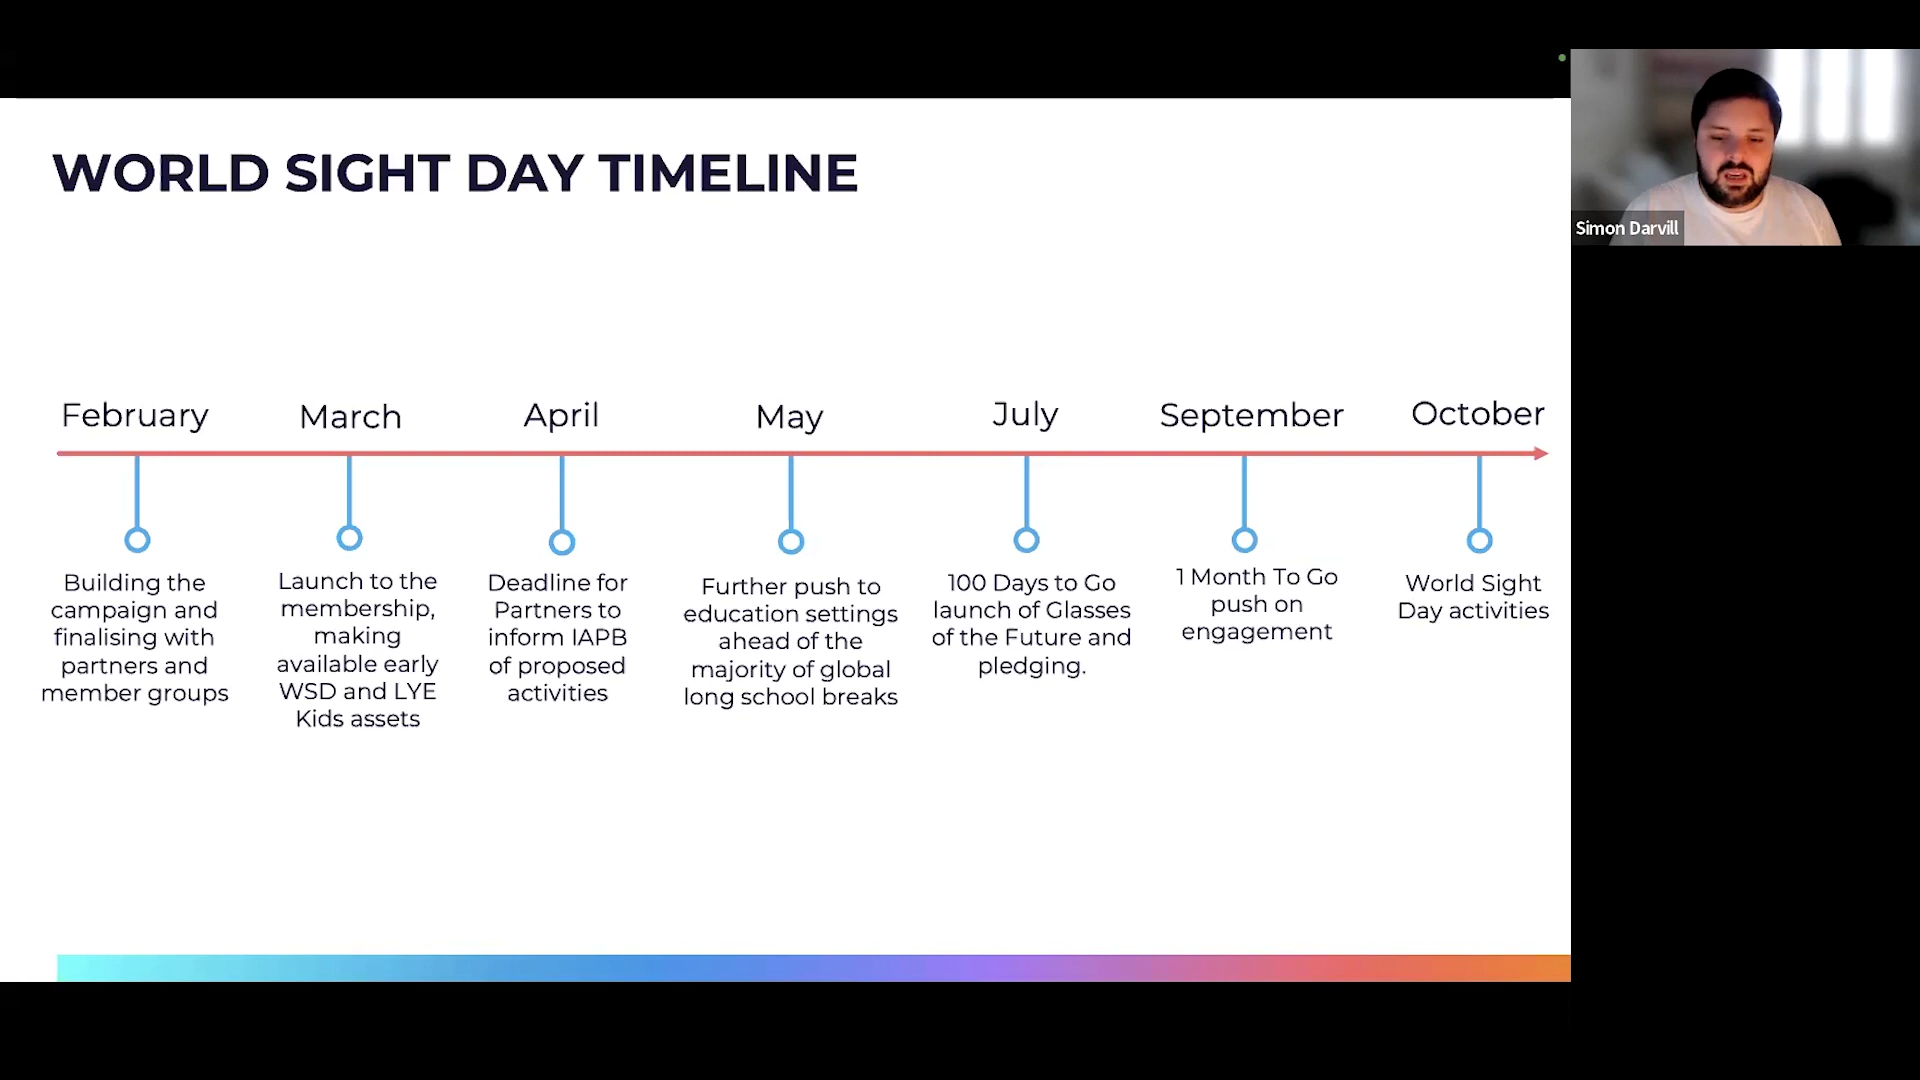 WORLD SIGHT DAY TIMELINE
Simon Darvill
February
March
April
May
July
September
October
Building the
campaign and
finalising with
partners and
member groups
Launch to the
membership,
making
available early
WSD and LYE
Kids assets
Deadline for
Partners to
inform IAPB
of proposed
activities
Further push to
education settings
ahead of the
majority of global
long school breaks
100 Days to Go
launch of Glasses
of the Future and
pledging.
1 Month To Go
push on
engagement
World Sight
Day activities